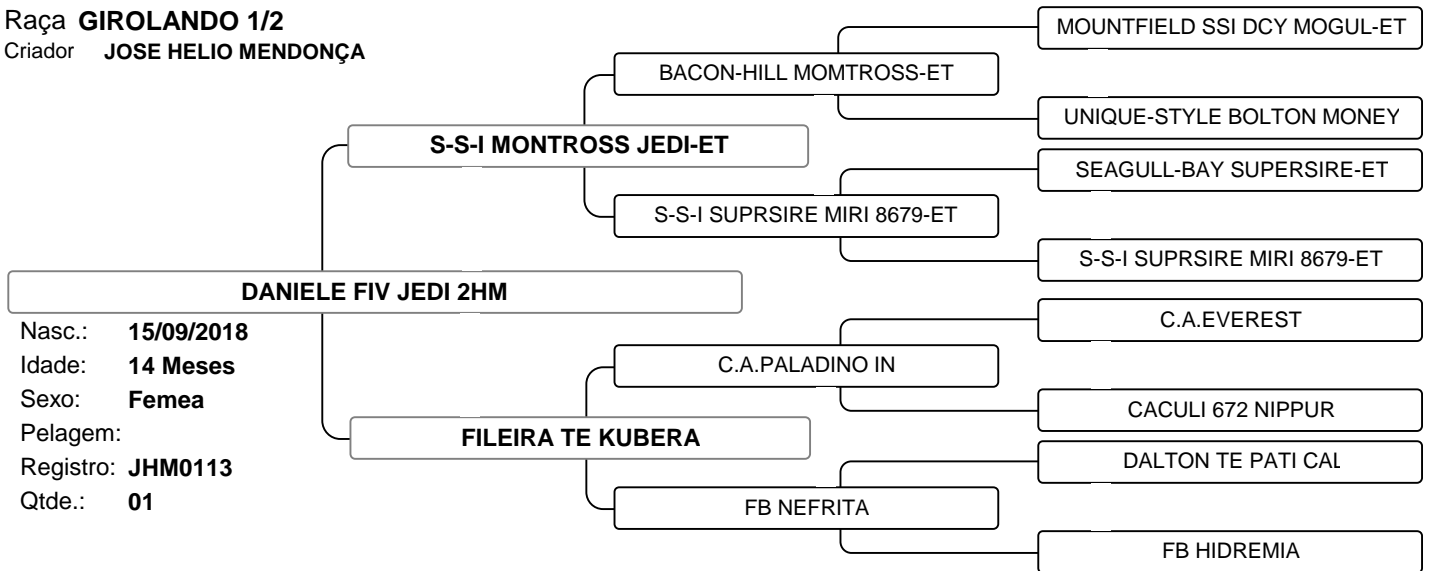 Raça GIROLANDO 1/2
Criador JOSE HELIO MENDONÇA
MOUNTFIELD SSI DCY MOGUL-ET
BACON-HILL MOMTROSS-ET
UNIQUE-STYLE BOLTON MONEY
S-S-I MONTROSS JEDI-ET
SEAGULL-BAY SUPERSIRE-ET
S-S-I SUPRSIRE MIRI 8679-ET
S-S-I SUPRSIRE MIRI 8679-ET
DANIELE FIV JEDI 2HM
Nasc.: 15/09/2018
Idade: 14 Meses
Sexo: Femea
Pelagem:
Registro: JHM0113
Qtde.: 01
C.A.EVEREST
C.A.PALADINO IN
CACULI 672 NIPPUR
FILEIRA TE KUBERA
DALTON TE PATI CAL
FB NEFRITA
FB HIDREMIA